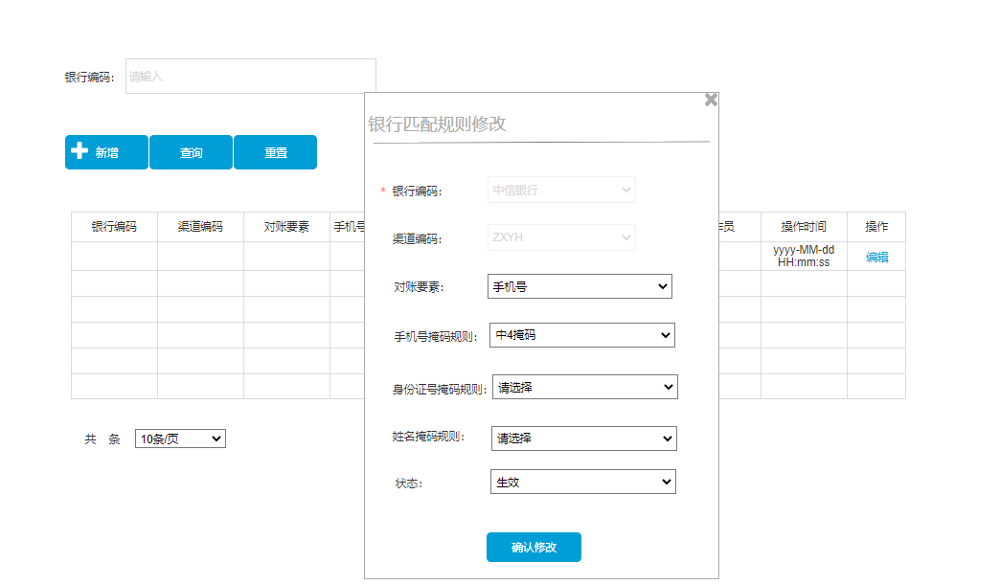 银行编码: 请输入
银行匹配规则修改
新增 查询 重置
* 银行编码: 中信银行
银行编码 渠道编码 对账要素 手机号 作员 操作时间 操作
渠道编码: ZXYH
yyyy-MM-dd
HH:mm:ss
编辑
对账要素: 手机号
手机号掩码规则: 中4掩码
身份证号掩码规则: 请选择
姓名掩码规则: 请选择
共 条 10条/页
状态: 生效
确认修改